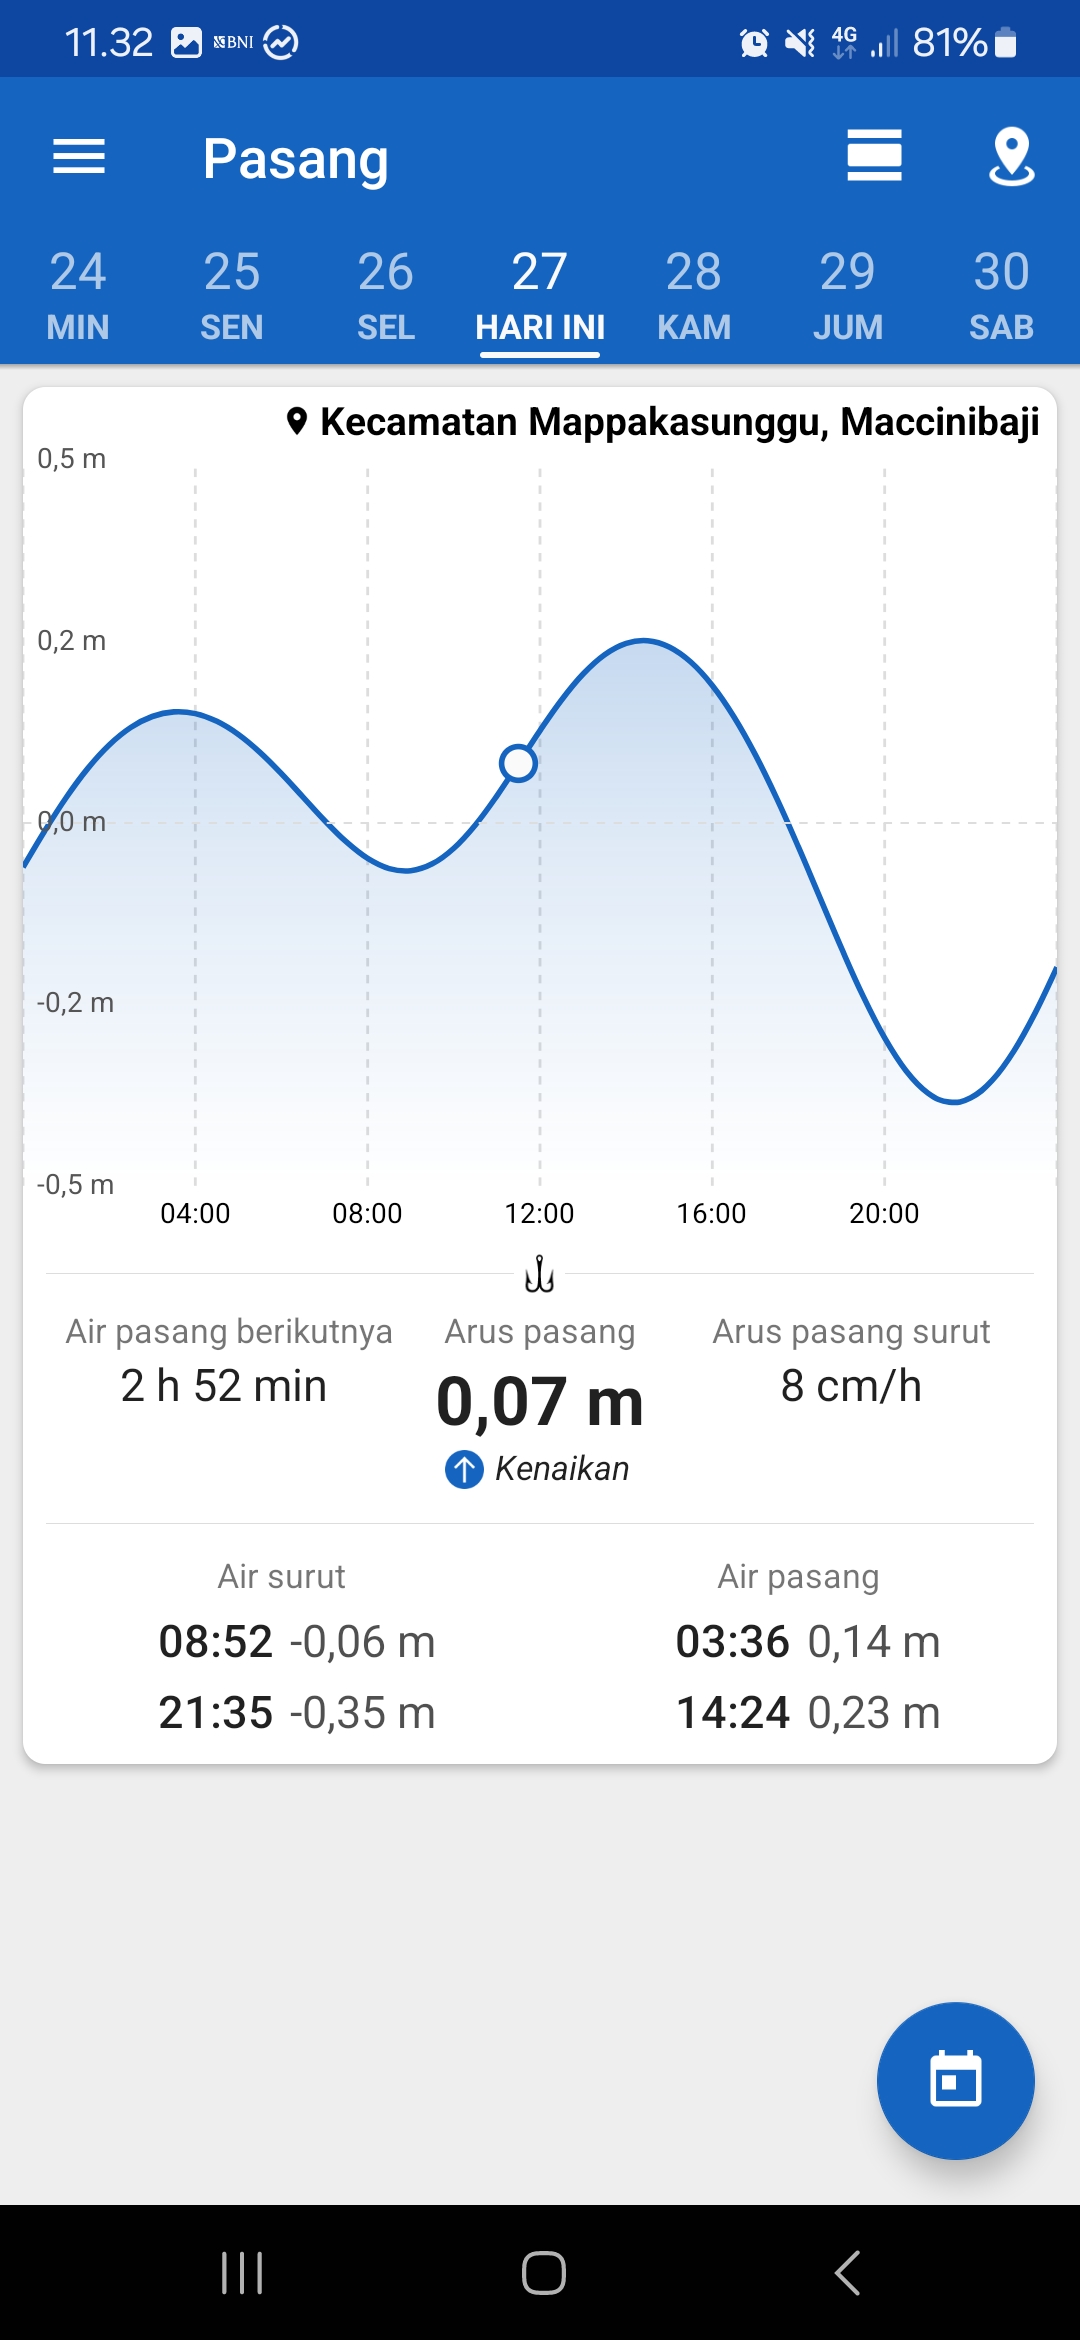 11.32 BNI 4G 81%
Pasang
24 25 26 27 28 29 30
MIN SEN SEL HARI INI KAM JUM SAB
Kecamatan Mappakasunggu, Maccinibaji
0,5 m
0,2 m
0,0 m
-0,2 m
-0,5 m
04:00 08:00 12:00 16:00 20:00
Air pasang berikutnya
2 h 52 min
Arus pasang
0,07 m
Kenaikan
Arus pasang surut
8 cm/h
Air surut
08:52 -0,06 m
21:35 -0,35 m
Air pasang
03:36 0,14 m
14:24 0,23 m